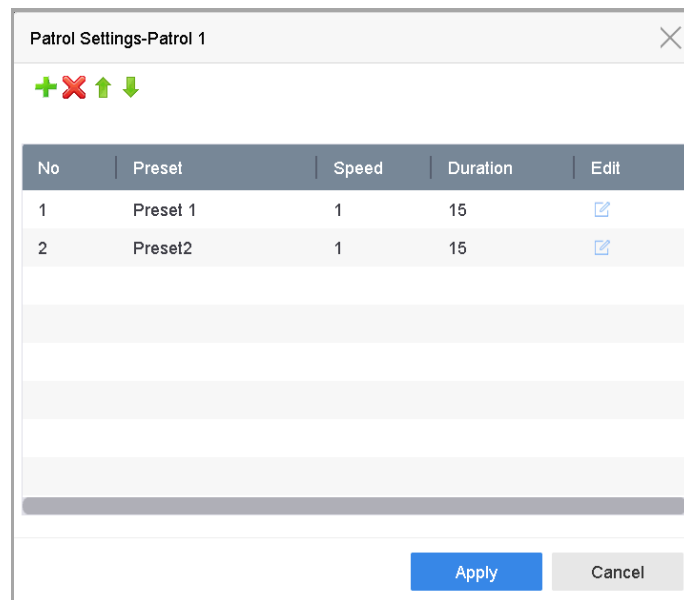 Patrol Settings-Patrol 1
No Preset Speed Duration Edit
1 Preset 1 1 15
2 Preset2 1 15
Apply Cancel